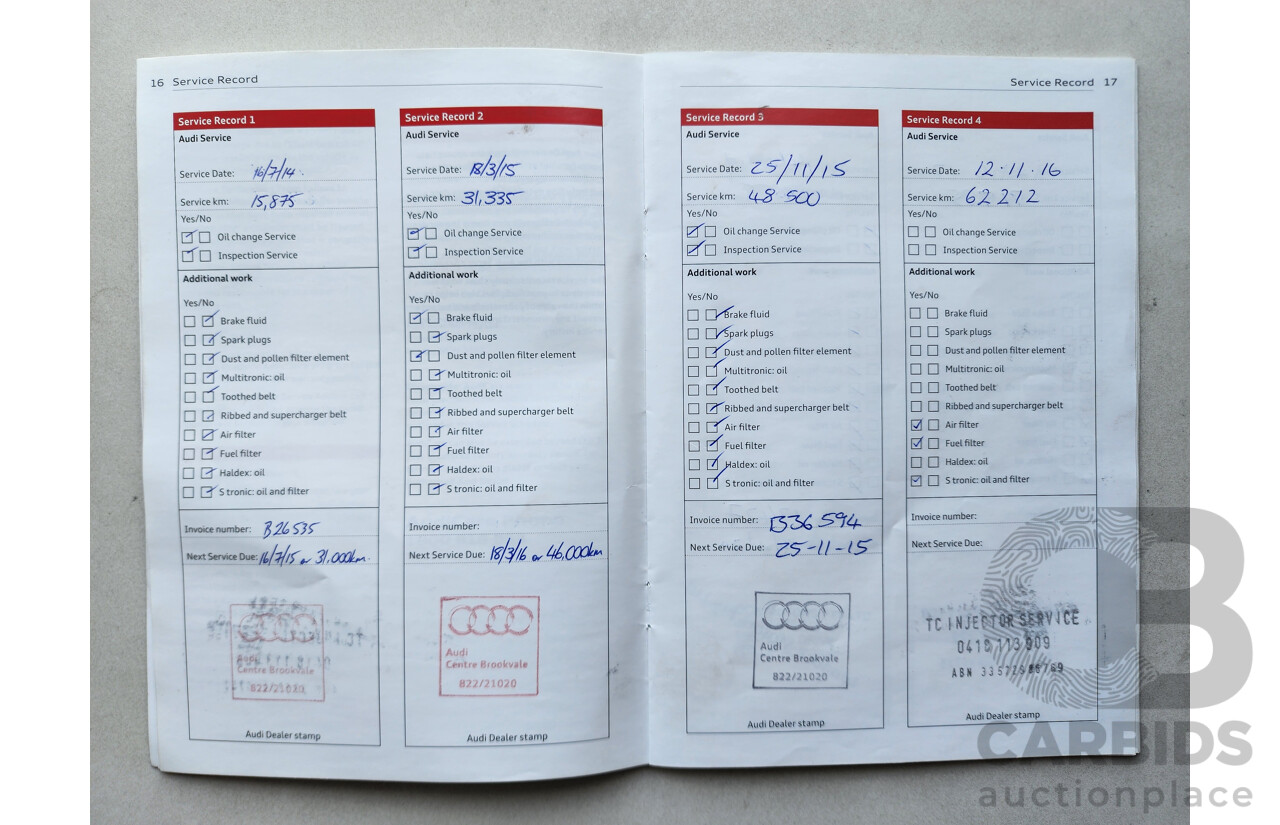 16 Service Record
Service Record 1
Audi Service
Service Date: 16/7/14.
Service km: 15,875
Yes/No
Oil change Service
Inspection Service
Additional work
Yes/No
Brake fluid
Spark plugs
Dust and pollen filter element
Multitronic: oil
Toothed belt
Ribbed and supercharger belt
Air filter
Fuel filter
Haldex: oil
S tronic: oil and filter
Invoice number: B26535
Next Service Due: 16/7/15 or 31,000km.
Audi
Centre Brookvale
822/21020
Audi Dealer stamp
Service Record 2
Audi Service
Service Date: 18/3/15
Service km: 31,335
Yes/No
Oil change Service
Inspection Service
Additional work
Yes/No
Brake fluid
Spark plugs
Dust and pollen filter element
Multitronic: oil
Toothed belt
Ribbed and supercharger belt
Air filter
Fuel filter
Haldex: oil
S tronic: oil and filter
Invoice number:
Next Service Due: 18/3/16 or 46,000km
Audi
Centre Brookvale
822/21020
Audi Dealer stamp
Service Record 17
Service Record 3
Audi Service
Service Date: 25/11/15
Service km: 48 500
Yes/No
Oil change Service
Inspection Service
Additional work
Yes/No
Brake fluid
Spark plugs
Dust and pollen filter element
Multitronic: oil
Toothed belt
Ribbed and supercharger belt
Air filter
Fuel filter
Haldex: oil
S tronic: oil and filter
Invoice number: B36594
Next Service Due: 25-11-15
Audi
Centre Brookvale
822/21020
Audi Dealer stamp
Service Record 4
Audi Service
Service Date: 12.11.16
Service km: 62212
Yes/No
Oil change Service
Inspection Service
Additional work
Yes/No
Brake fluid
Spark plugs
Dust and pollen filter element
Multitronic: oil
Toothed belt
Ribbed and supercharger belt
Air filter
Fuel filter
Haldex: oil
S tronic: oil and filter
Invoice number:
Next Service Due:
TC INJECTOR SERVICE
ABN
Audi Dealer stamp
CB
CARBIDS
auctionplace